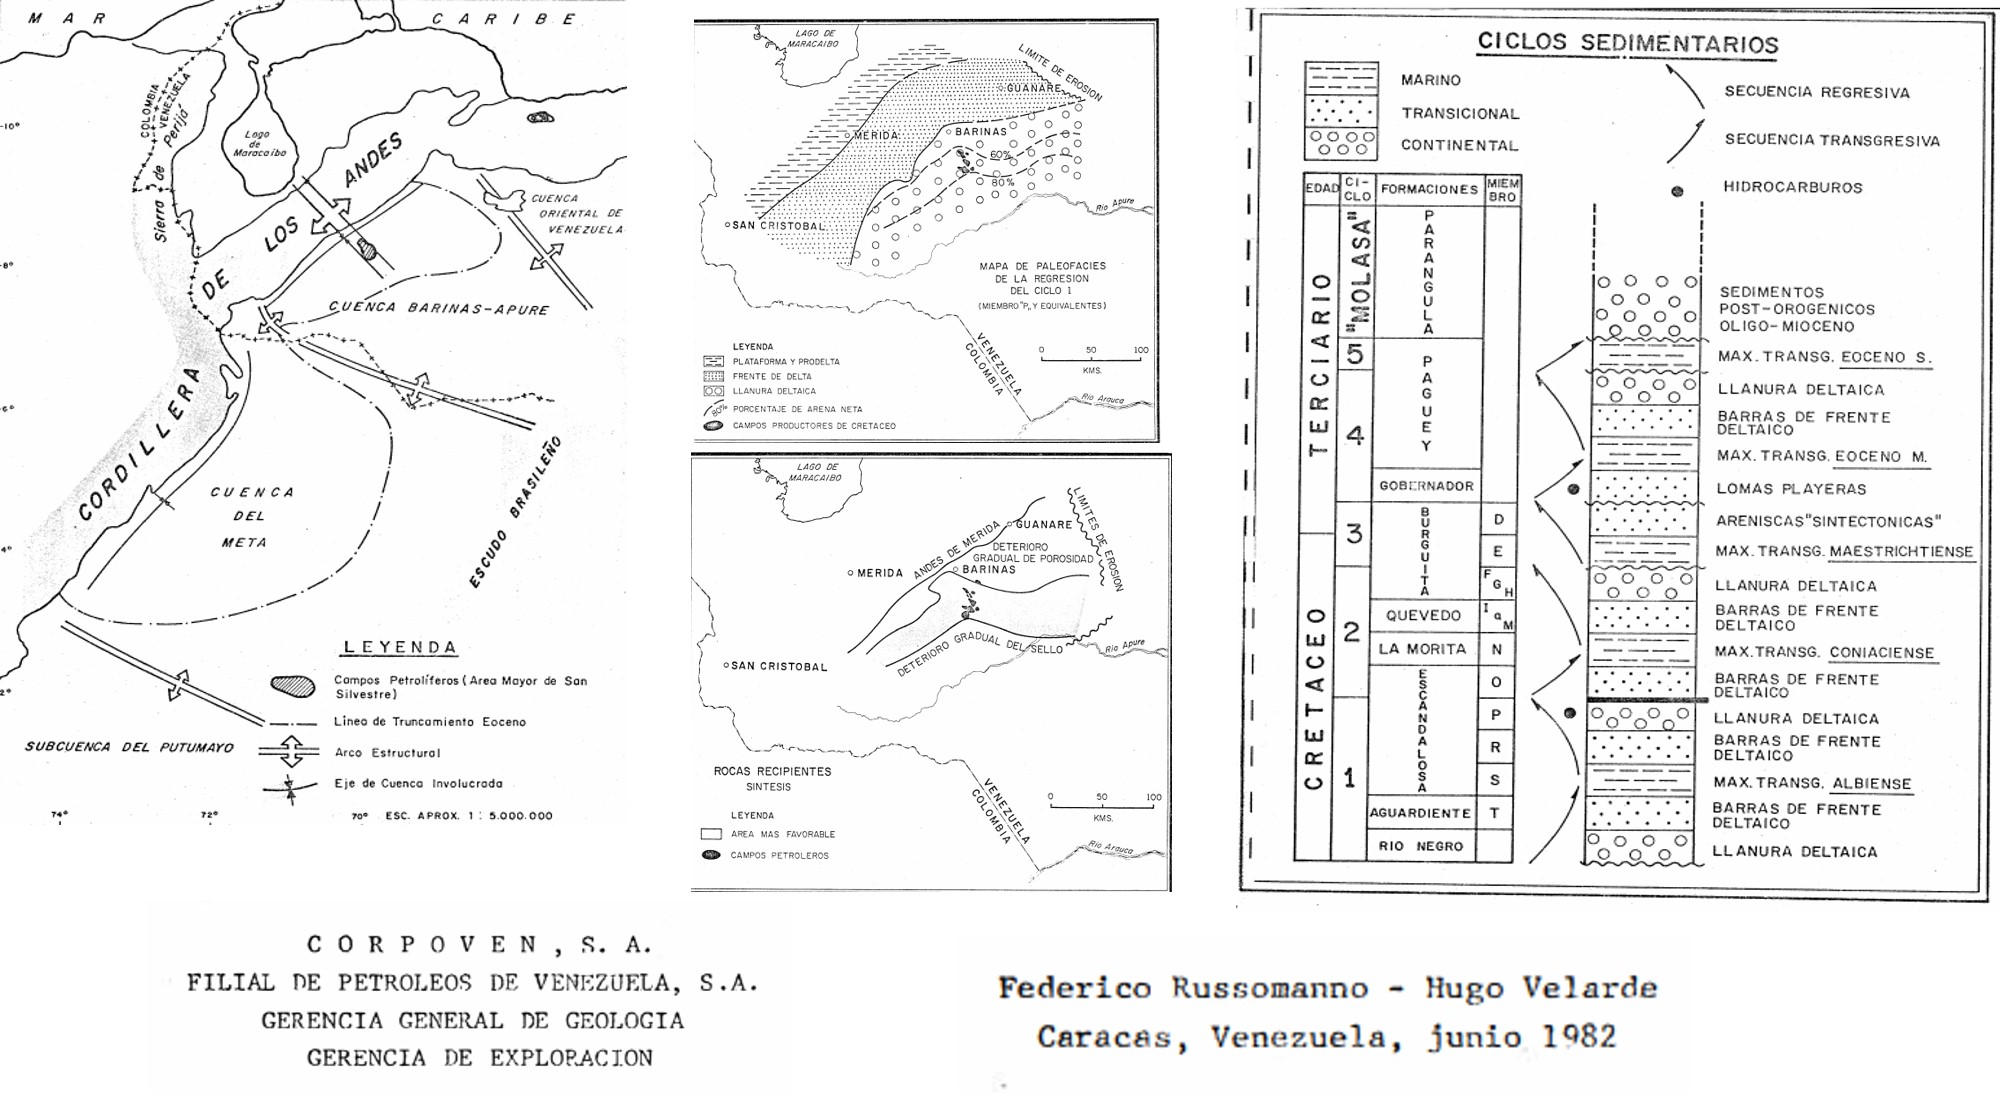 MAR CARIBE
COLOMBIA
VENEZUELA
Sierra de Perijá
Lago
de
Maracaibo
10°
8°
6°
4°
2°
CORDILLERA DE LOS ANDES
CUENCA
ORIENTAL DE
VENEZUELA
CUENCA BARINAS-APURE
CUENCA
DEL
META
ESCUDO BRASILEÑO
SUBCUENCA DEL PUTUMAYO
LEYENDA
Campos Petrolíferos (Area Mayor de San
Silvestre)
Línea de Truncamiento Eoceno
Arco Estructural
Eje de Cuenca Involucrada
74° 72° 70° ESC. APROX. 1 : 5.000.000
LAGO DE
MARACAIBO
LIMITE DE EROSION
GUANARE
MERIDA
BARINAS
60%
80%
Río Apure
SAN CRISTOBAL
MAPA DE PALEOFACIES
DE LA REGRESION
DEL CICLO 1
(MIEMBRO "P" Y EQUIVALENTES)
VENEZUELA
COLOMBIA
LEYENDA
PLATAFORMA Y PRODELTA
FRENTE DE DELTA
LLANURA DELTAICA
80% PORCENTAJE DE ARENA NETA
CAMPOS PRODUCTORES DE CRETACEO
0 50 100
KMS.
Río Arauca
LAGO DE
MARACAIBO
LIMITES DE EROSION
GUANARE
ANDES DE MERIDA
DETERIORO
GRADUAL DE POROSIDAD
MERIDA
BARINAS
DETERIORO GRADUAL DEL SELLO
Río Apure
SAN CRISTOBAL
ROCAS RECIPIENTES
SINTESIS
VENEZUELA
COLOMBIA
LEYENDA
AREA MAS FAVORABLE
CAMPOS PETROLEROS
0 50 100
KMS.
Río Arauca
CICLOS SEDIMENTARIOS
MARINO
TRANSICIONAL
CONTINENTAL
SECUENCIA REGRESIVA
SECUENCIA TRANSGRESIVA
HIDROCARBUROS
EDAD CI-CLO FORMACIONES MIEMBRO
TERCIARIO
CRETACEO
"MOLASA"
5
4
3
2
1
PARANGULA
PAGUEY
GOBERNADOR
BURGUITA
QUEVEDO
LA MORITA
ESCANDALOSA
AGUARDIENTE
RIO NEGRO
D
E
F G H
I a M
N
O
P
R
S
T
SEDIMENTOS
POST-OROGENICOS
OLIGO-MIOCENO
MAX. TRANSG. EOCENO S.
LLANURA DELTAICA
BARRAS DE FRENTE
DELTAICO
MAX. TRANSG. EOCENO M.
LOMAS PLAYERAS
ARENISCAS "SINTECTONICAS"
MAX. TRANSG. MAESTRICHTIENSE
LLANURA DELTAICA
BARRAS DE FRENTE
DELTAICO
MAX. TRANSG. CONIACIENSE
BARRAS DE FRENTE
DELTAICO
LLANURA DELTAICA
BARRAS DE FRENTE
DELTAICO
MAX. TRANSG. ALBIENSE
BARRAS DE FRENTE
DELTAICO
LLANURA DELTAICA
CORPOVEN, S. A.
FILIAL DE PETROLEOS DE VENEZUELA, S.A.
GERENCIA GENERAL DE GEOLOGIA
GERENCIA DE EXPLORACION
Federico Russomanno - Hugo Velarde
Caracas, Venezuela, junio 1982